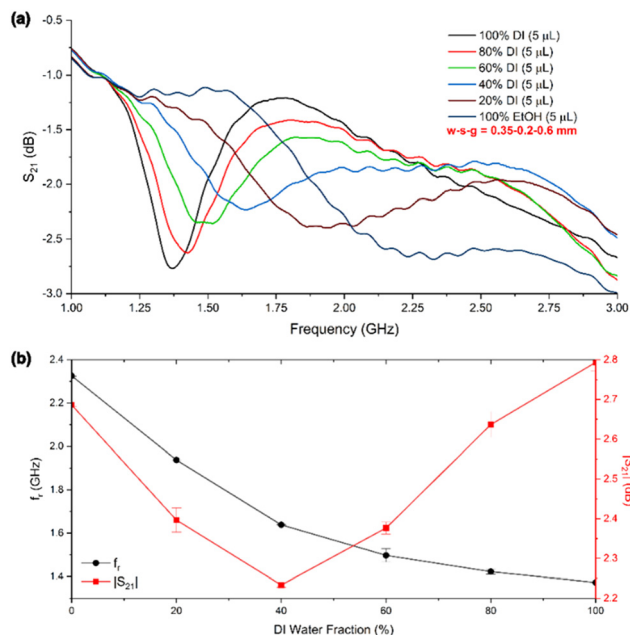 (a)
-0.5
-1.0
-1.5
-2.0
-2.5
-3.0
S21 (dB)
100% DI (5 µL)
80% DI (5 µL)
60% DI (5 µL)
40% DI (5 µL)
20% DI (5 µL)
100% EtOH (5 µL)
w-s-g = 0.35-0.2-0.6 mm
1.00 1.25 1.50 1.75 2.00 2.25 2.50 2.75 3.00
Frequency (GHz)
(b)
2.4
2.2
2.0
1.8
1.6
1.4
fr (GHz)
2.8
2.7
2.6
2.5
2.4
2.3
2.2
|S21| (dB)
fr
|S21|
0 20 40 60 80 100
DI Water Fraction (%)